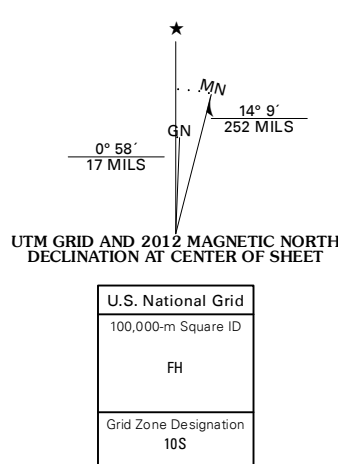 ★
MN
GN
14° 9´
252 MILS
0° 58´
17 MILS
UTM GRID AND 2012 MAGNETIC NORTH
DECLINATION AT CENTER OF SHEET
U.S. National Grid
100,000-m Square ID
FH
Grid Zone Designation
10S